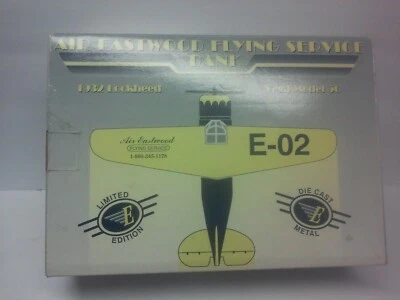 AIR EASTWOOD FLYING SERVICE
BANK
1932 Lockheed
Air Eastwood
FLYING SERVICE
E-02
LIMITED
EDITION
E
DIE CAST
METAL
E